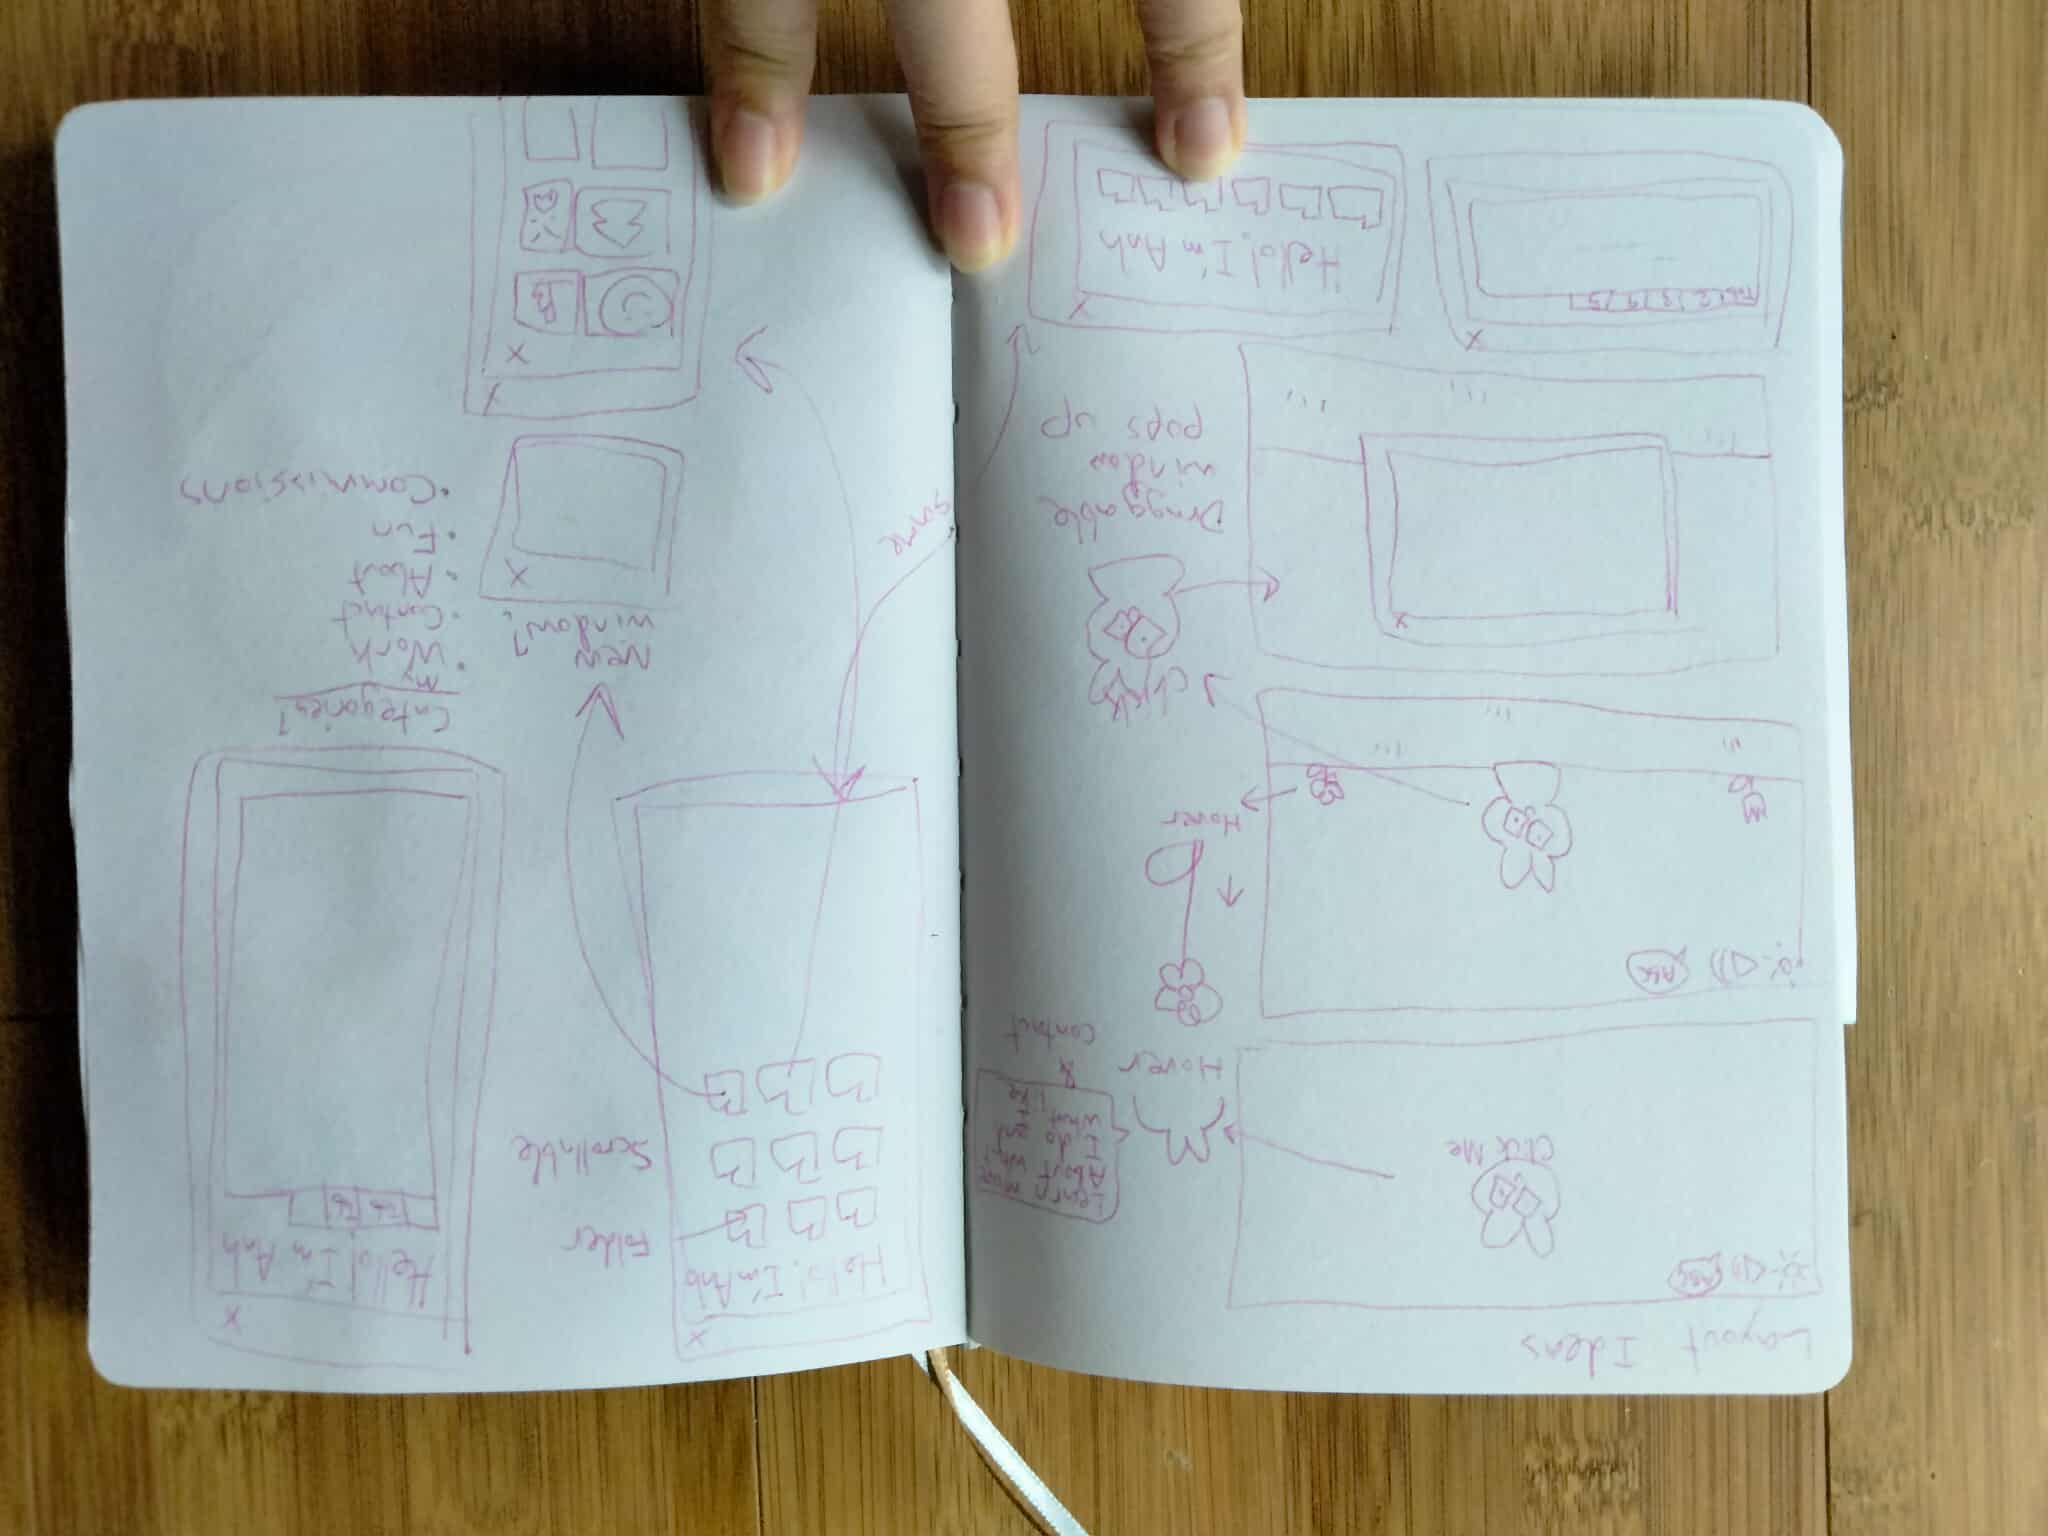 Layout Ideas
ABC
Click Me
Learn more
About what
I do and
what I
like
&
contact
Hover
ABC
Hover
click
Draggable
window
pops up
X
X
Tab 1 2 3 4 5
X
Hello! I'm Anh
X
Hello! I'm Anh
Folder
Scrollable
same
New
window?
X
X
X
Hello! I'm Anh
Tab Tab
Categories?
• My Work
• Contact
• About
• Fun
• Commissions